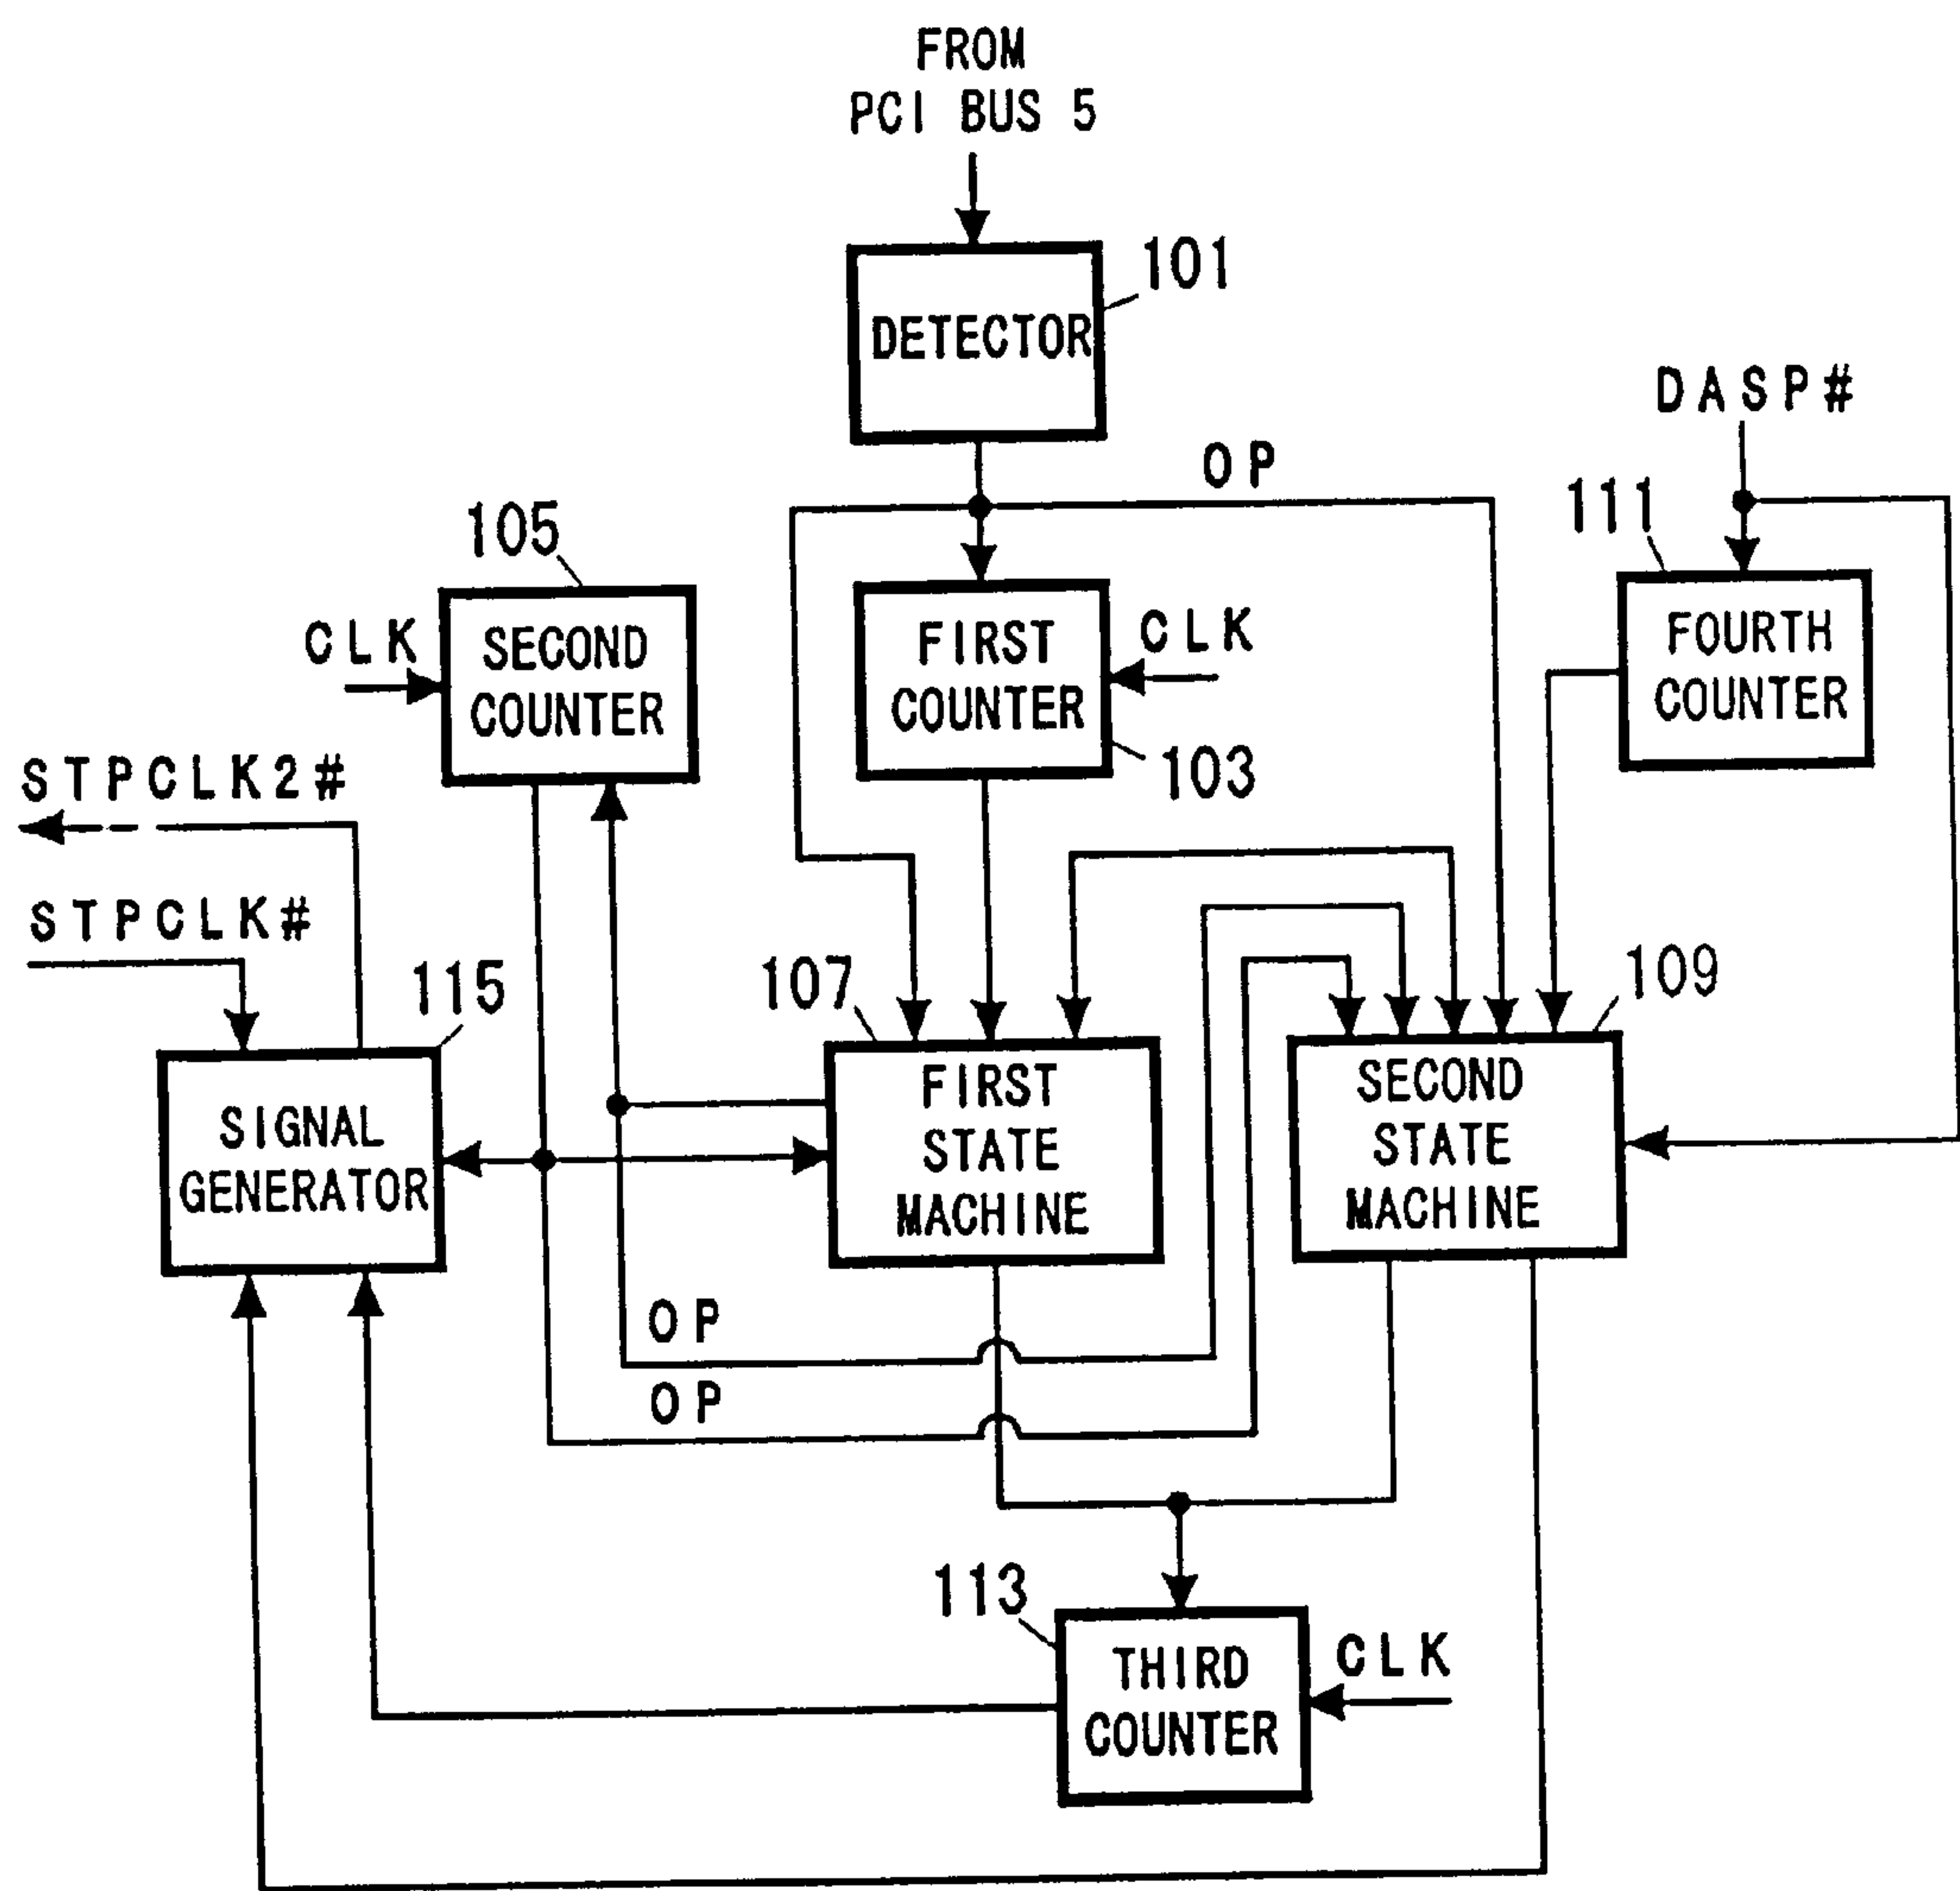 FROM
PCI BUS 5
101
DETECTOR
DASP#
OP
111
105
CLK
SECOND
COUNTER
FIRST
COUNTER
CLK
103
FOURTH
COUNTER
STPCLK2#
STPCLK#
115
107
109
SIGNAL
GENERATOR
FIRST
STATE
MACHINE
SECOND
STATE
MACHINE
OP
OP
113
THIRD
COUNTER
CLK